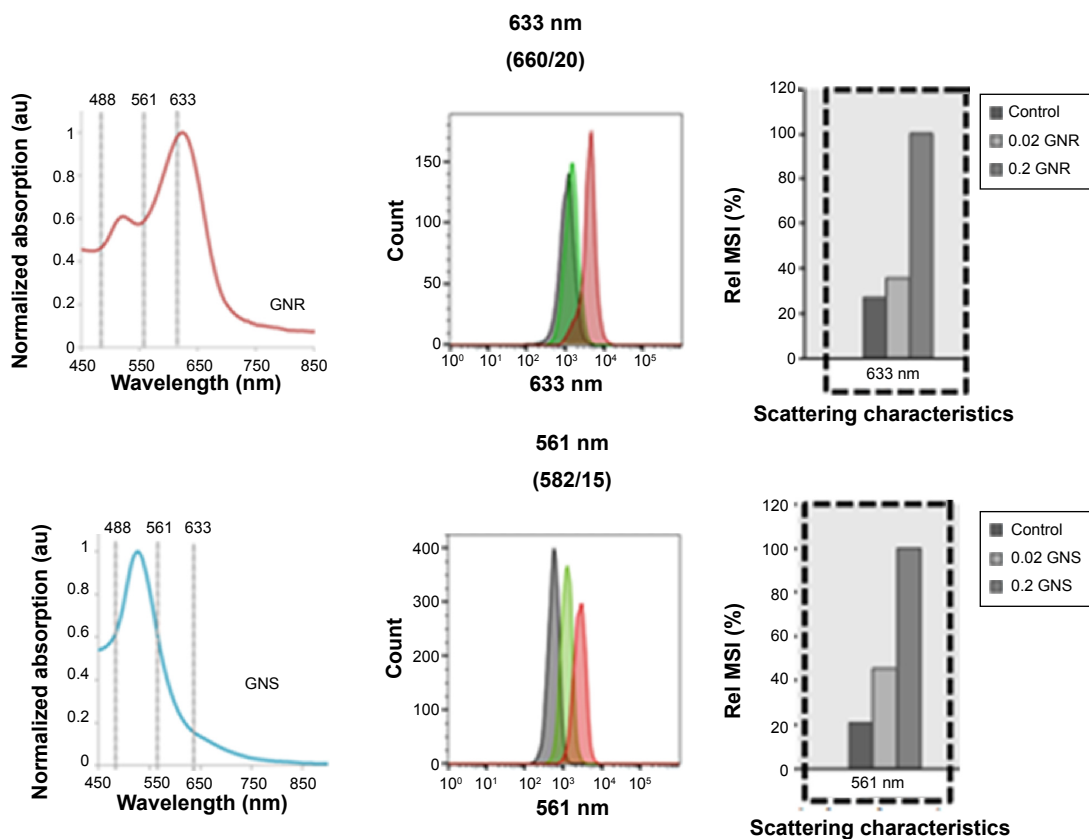 633 nm
(660/20)
488 561 633
Normalized absorption (au)
1
0.8
0.6
0.4
0.2
0
450 550 650 750 850
GNR
Wavelength (nm)
Count
150
100
50
0
10⁰ 10¹ 10² 10³ 10⁴ 10⁵
633 nm
Rel MSI (%)
120
100
80
60
40
20
0
633 nm
Control
0.02 GNR
0.2 GNR
Scattering characteristics
561 nm
(582/15)
488 561 633
Normalized absorption (au)
1
0.8
0.6
0.4
0.2
0
450 550 650 750 850
GNS
Wavelength (nm)
Count
400
300
200
100
0
10⁰ 10¹ 10² 10³ 10⁴ 10⁵
561 nm
Rel MSI (%)
120
100
80
60
40
20
0
561 nm
Control
0.02 GNS
0.2 GNS
Scattering characteristics